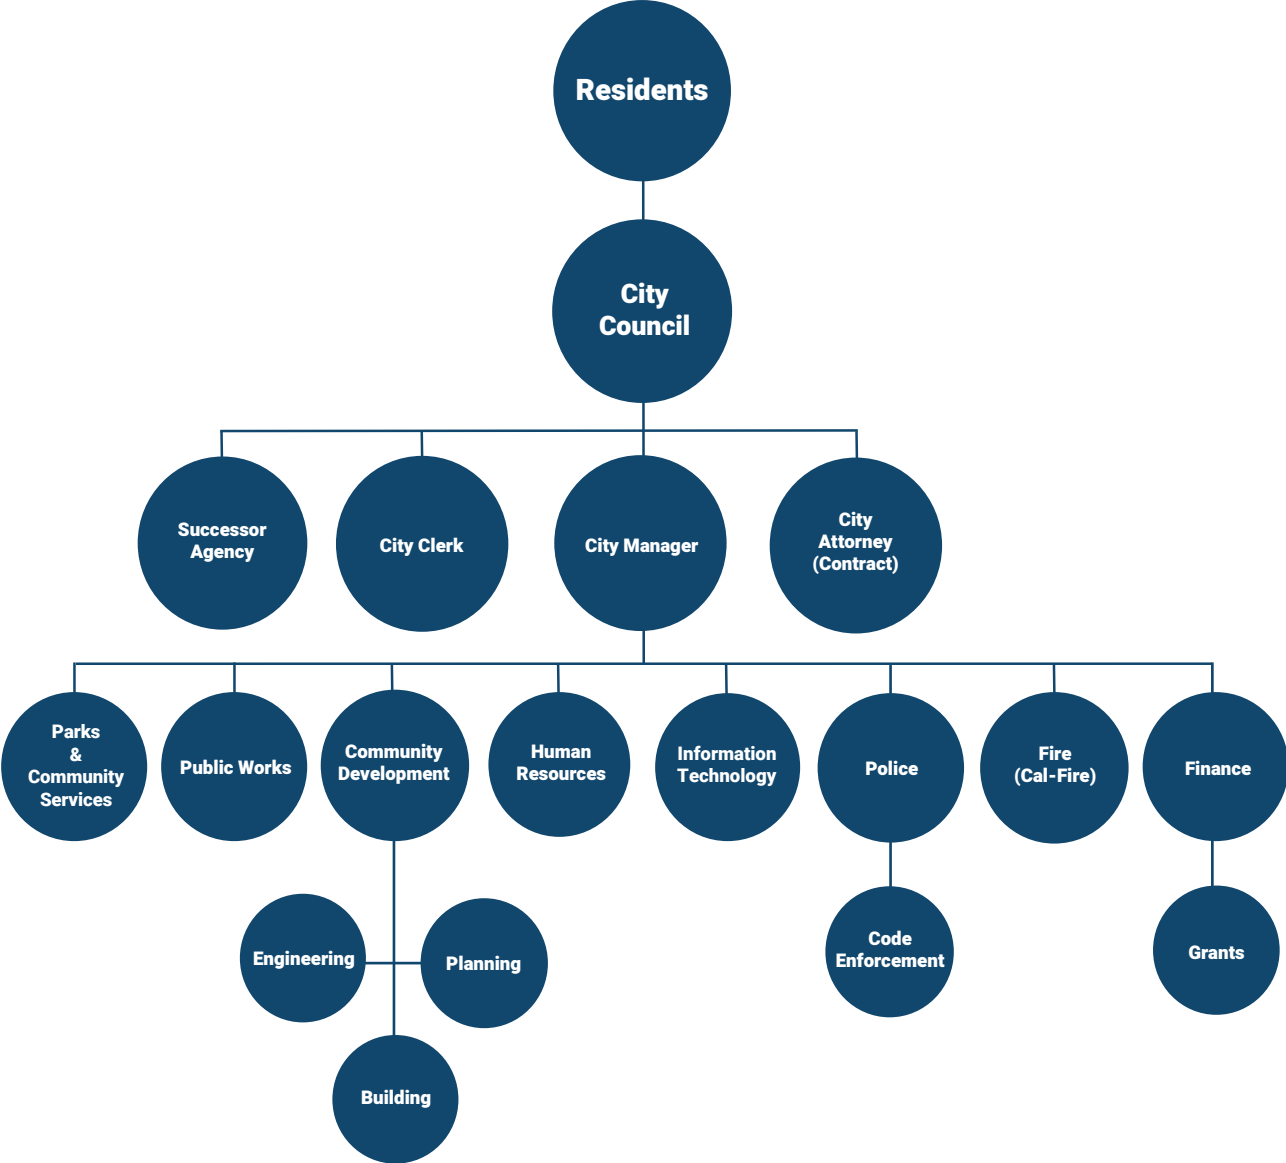 Residents
City
Council
Successor
Agency
City Clerk
City Manager
City
Attorney
(Contract)
Parks
&
Community
Services
Public Works
Community
Development
Human
Resources
Information
Technology
Police
Fire
(Cal-Fire)
Finance
Engineering
Planning
Building
Code
Enforcement
Grants